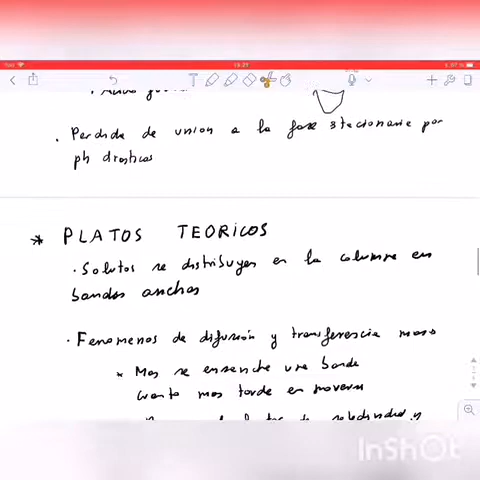 . Perdida de union a la fase stacionaria por
ph drasticos
* PLATOS TEORICOS
. Solutos se distribuyen en la columna en
bandas anchas
. Fenomenos de difusión y transferencia masa
* Mas se ensancha una banda
cuanto mas tarde en moverse
InShOt